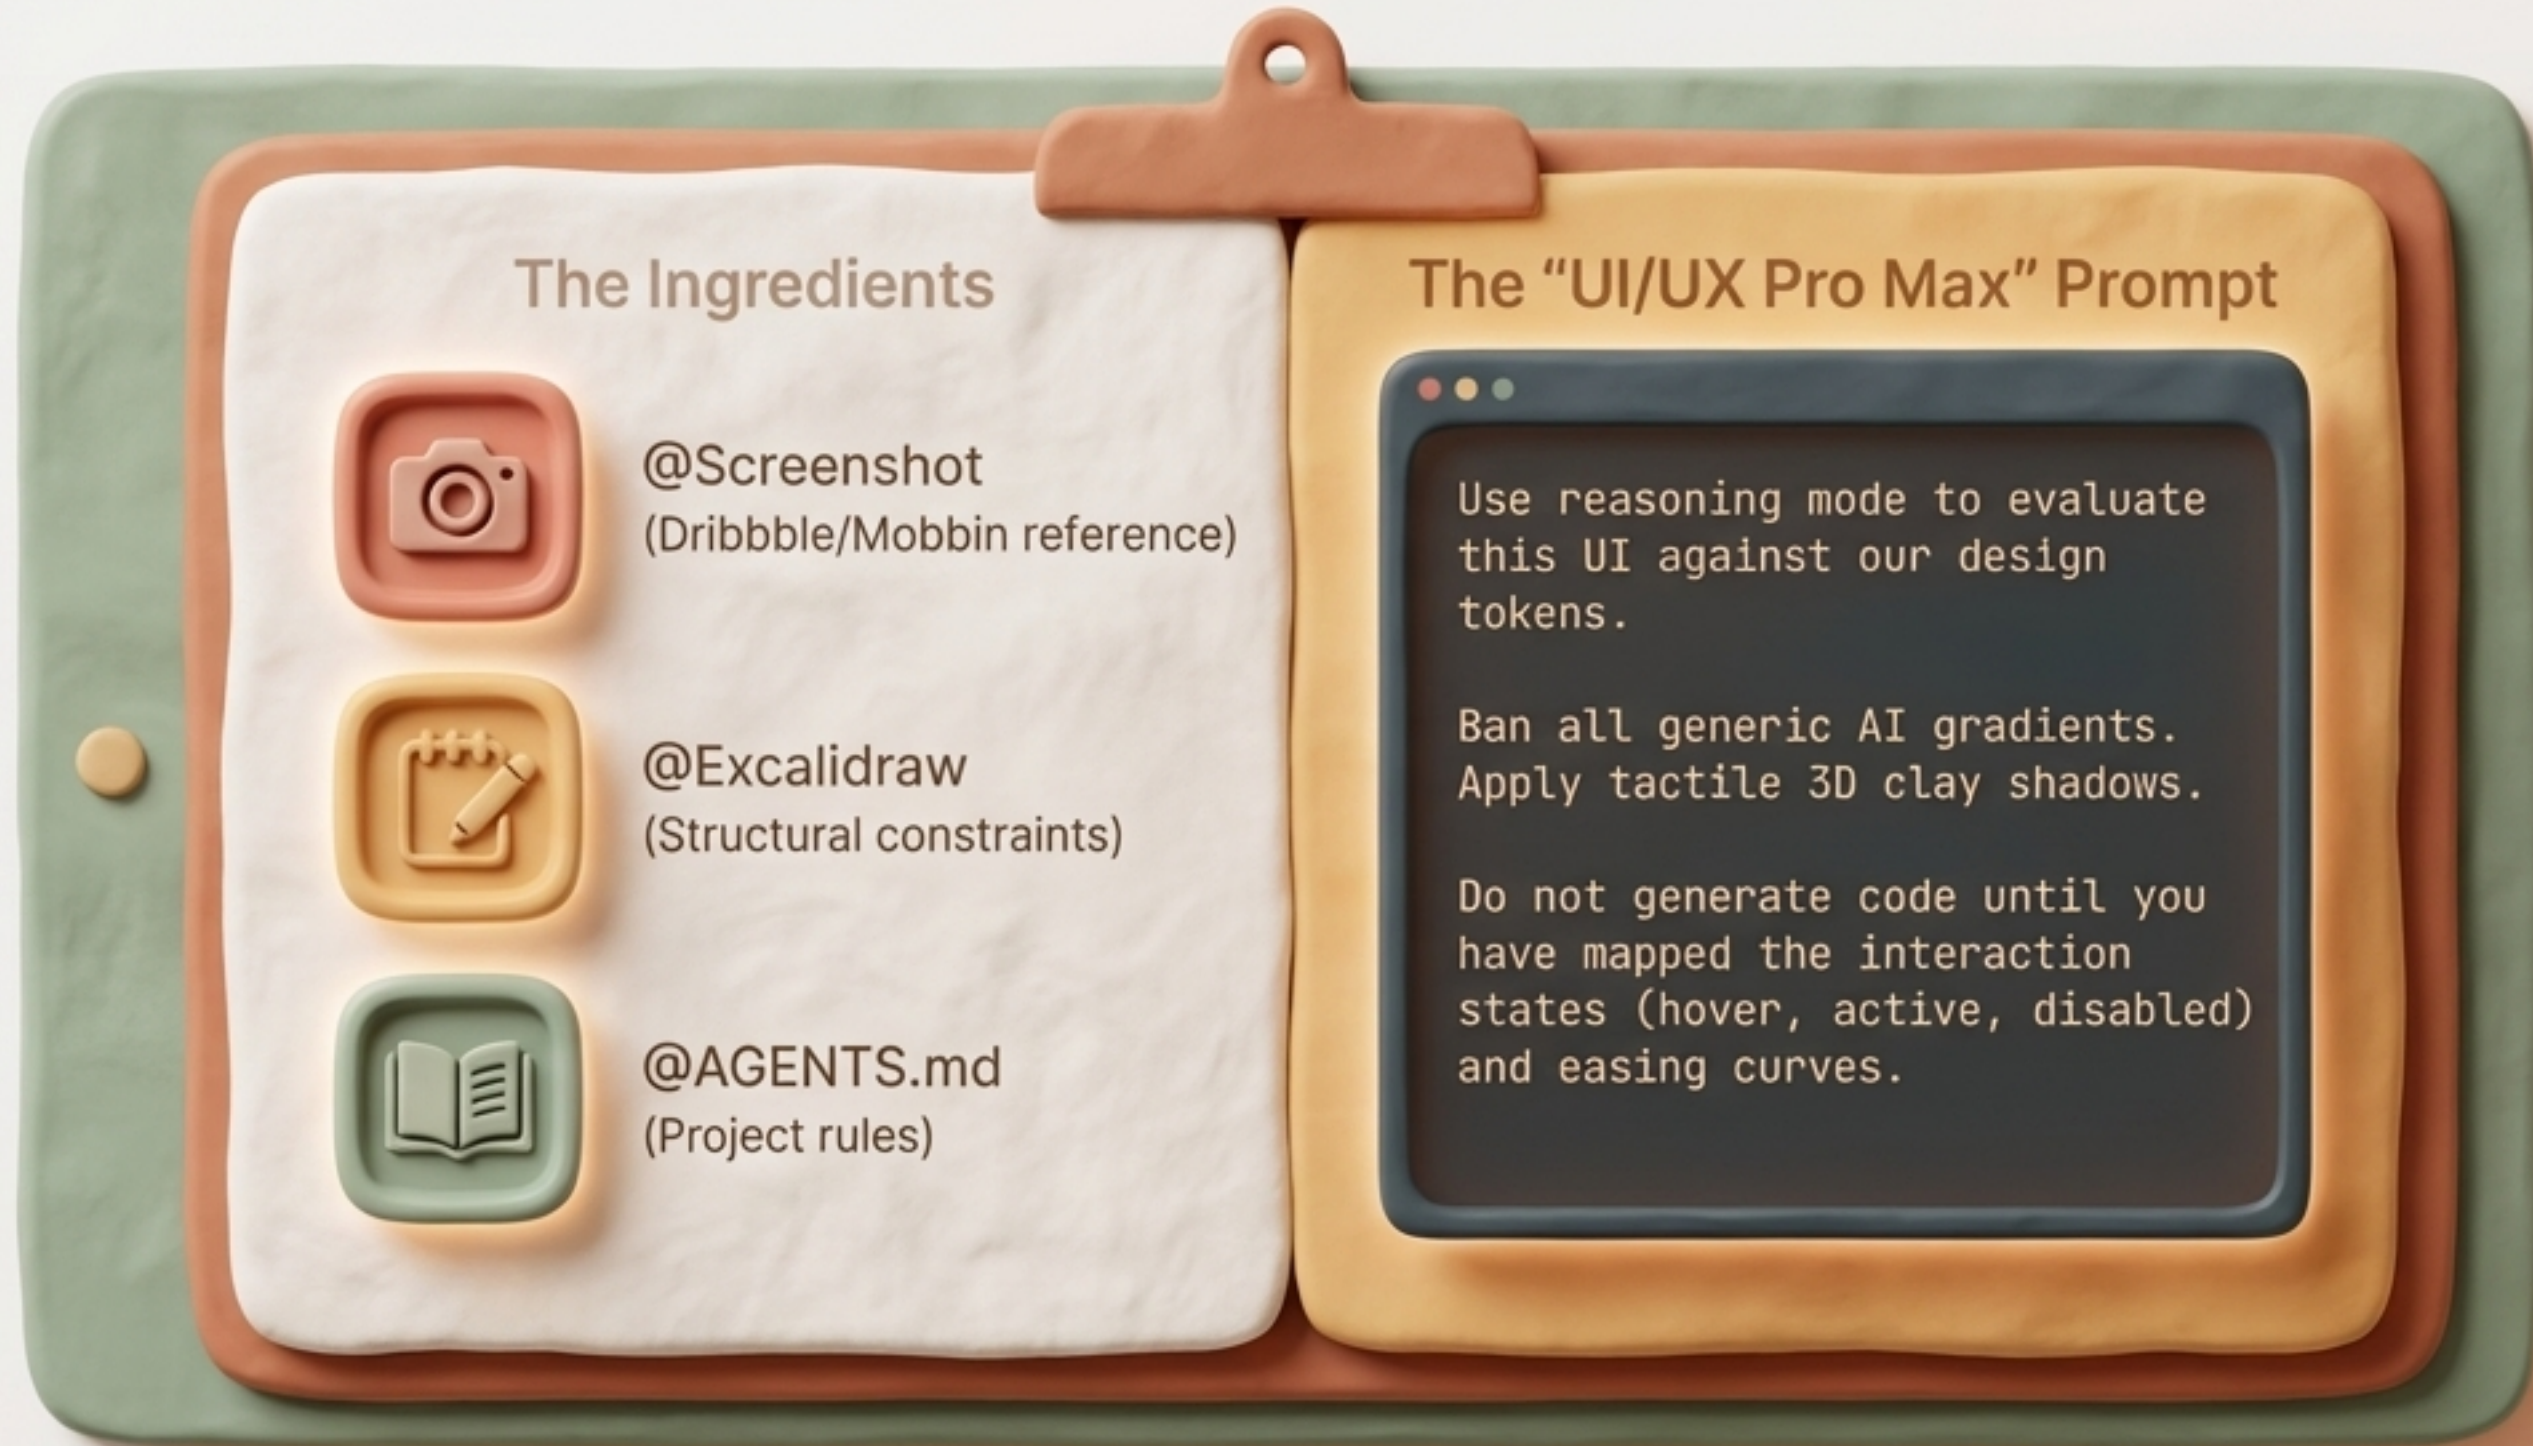 The Ingredients
@Screenshot
(Dribbble/Mobbin reference)
@Excalidraw
(Structural constraints)
@AGENTS.md
(Project rules)
The “UI/UX Pro Max” Prompt
Use reasoning mode to evaluate
this UI against our design
tokens.
Ban all generic AI gradients.
Apply tactile 3D clay shadows.
Do not generate code until you
have mapped the interaction
states (hover, active, disabled)
and easing curves.